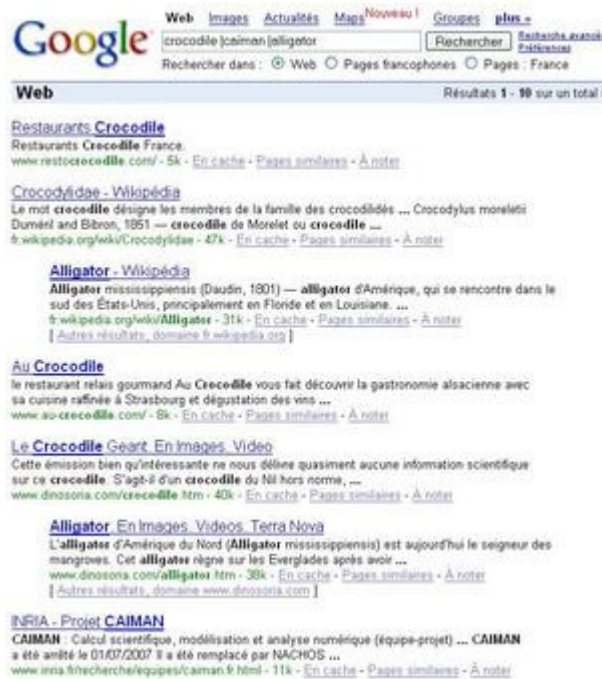 Google
Web Images Actualités Maps Nouveau ! Groupes plus »
crocodile |caiman |alligator Rechercher Recherche avancée
Préférences
Rechercher dans : Web Pages francophones Pages : France
Web Résultats 1 - 10 sur un total
Restaurants Crocodile
Restaurants Crocodile France.
www.restocrocodile.com/ - 5k - En cache - Pages similaires - À noter
Crocodylidae - Wikipédia
Le mot crocodile désigne les membres de la famille des crocodilidés ... Crocodylus moreletii
Duméril and Bibron, 1851 — crocodile de Morelet ou crocodile ...
fr.wikipedia.org/wiki/Crocodylidae - 47k - En cache - Pages similaires - À noter
Alligator - Wikipédia
Alligator mississippiensis (Daudin, 1801) — alligator d'Amérique, qui se rencontre dans le
sud des États-Unis, principalement en Floride et en Louisiane. ...
fr.wikipedia.org/wiki/Alligator - 31k - En cache - Pages similaires - À noter
[ Autres résultats, domaine fr.wikipedia.org ]
Au Crocodile
le restaurant relais gourmand Au Crocodile vous fait découvrir la gastronomie alsacienne avec
sa cuisine raffinée à Strasbourg et dégustation des vins ...
www.au-crocodile.com/ - 8k - En cache - Pages similaires - À noter
Le Crocodile Geant. En Images. Video
Cette émission bien qu'intéressante ne nous délivre quasiment aucune information scientifique
sur ce crocodile. S'agit-il d'un crocodile du Nil hors norme, ...
www.dinosoria.com/crocodile.htm - 40k - En cache - Pages similaires - À noter
Alligator. En Images. Videos. Terra Nova
L'alligator d'Amérique du Nord (Alligator mississippiensis) est aujourd'hui le seigneur des
mangroves. Cet alligator règne sur les Everglades après avoir ...
www.dinosoria.com/alligator.htm - 38k - En cache - Pages similaires - À noter
[ Autres résultats, domaine www.dinosoria.com ]
INRIA - Projet CAIMAN
CAIMAN : Calcul scientifique, modélisation et analyse numérique (équipe-projet) ... CAIMAN
a été arrêté le 01/07/2007 Il a été remplacé par NACHOS ...
www.inria.fr/recherche/equipes/caiman.fr.html - 11k - En cache - Pages similaires - À noter